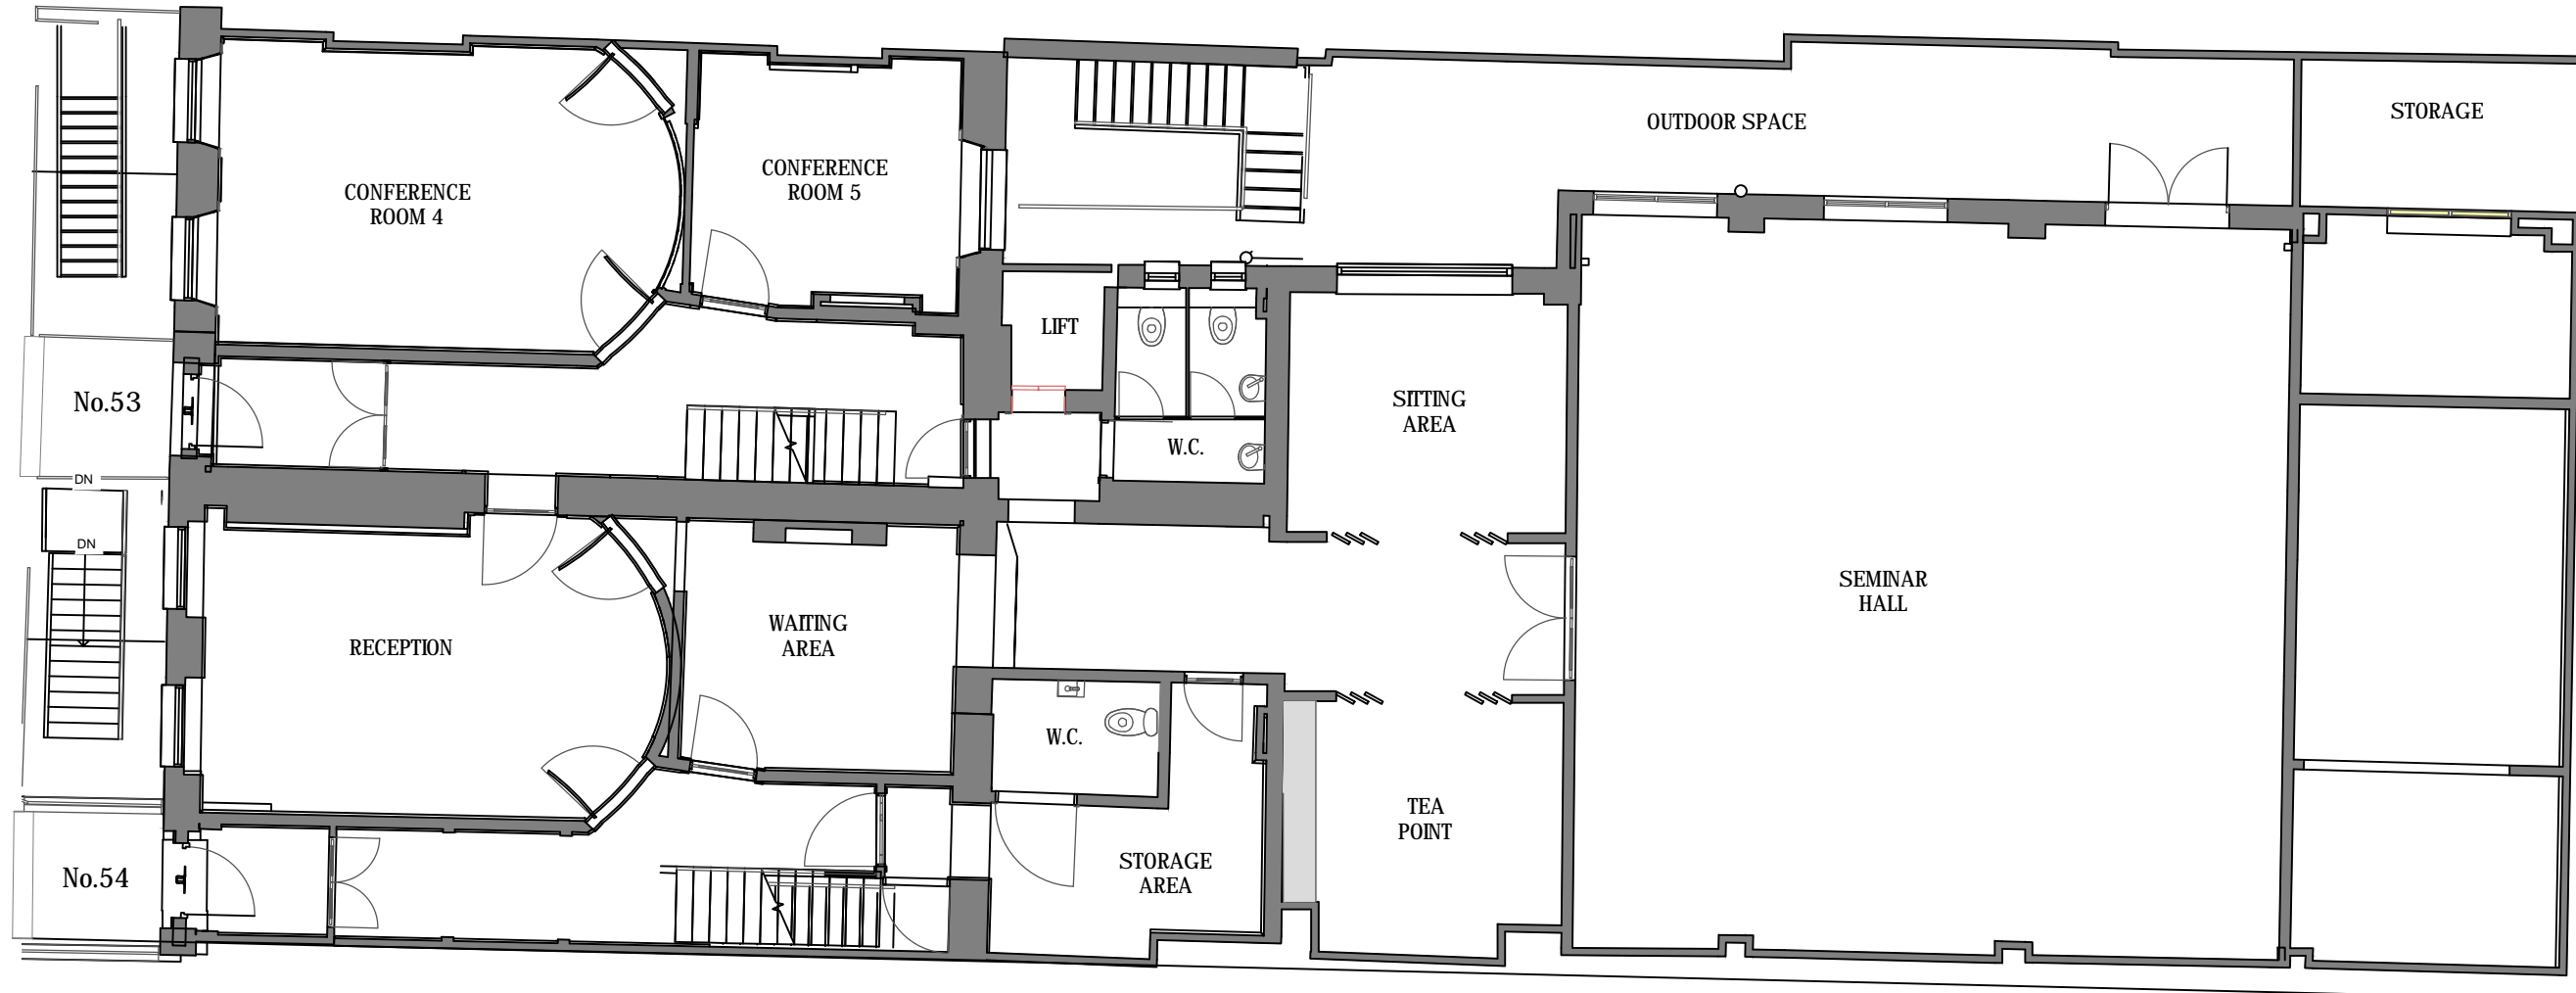 OUTDOOR SPACE
STORAGE
CONFERENCE
ROOM 4
CONFERENCE
ROOM 5
LIFT
No.53
SITTING
AREA
W.C.
DN
DN
SEMINAR
HALL
RECEPTION
WAITING
AREA
W.C.
TEA
POINT
No.54
STORAGE
AREA